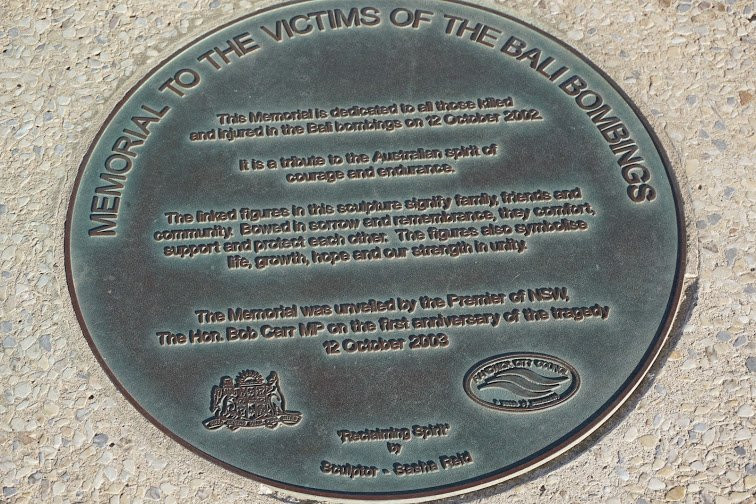 MEMORIAL TO THE VICTIMS OF THE BALI BOMBINGS
This Memorial is dedicated to all those killed
and injured in the Bali bombings on 12 October 2002.
It is a tribute to the Australian spirit of
courage and endurance.
The linked figures in this sculpture signify family, friends and
community. Bowed in sorrow and remembrance, they comfort,
support and protect each other. The figures also symbolise
life, growth, hope and our strength in unity.
The Memorial was unveiled by the Premier of NSW,
The Hon. Bob Carr MP on the first anniversary of the tragedy
12 October 2003
RANDWICK CITY COUNCIL
'Reclaiming Spirit'
by
Sculptor - Sasha Reid